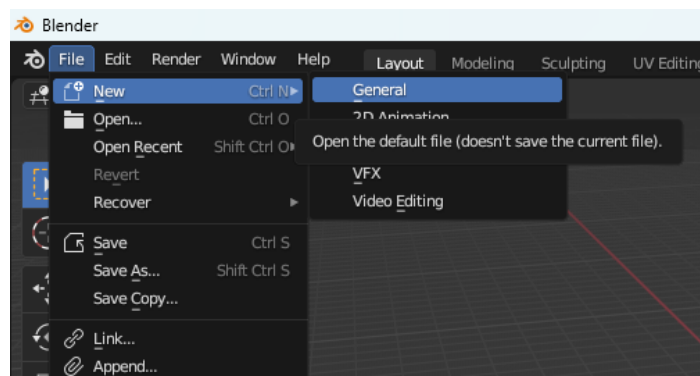 Blender
File Edit Render Window Help Layout Modeling Sculpting UV Editing
New Ctrl N General
Open... Ctrl O 2D Animation
Open Recent Shift Ctrl O Open the default file (doesn't save the current file).
Revert VFX
Recover Video Editing
Save Ctrl S
Save As... Shift Ctrl S
Save Copy...
Link...
Append...